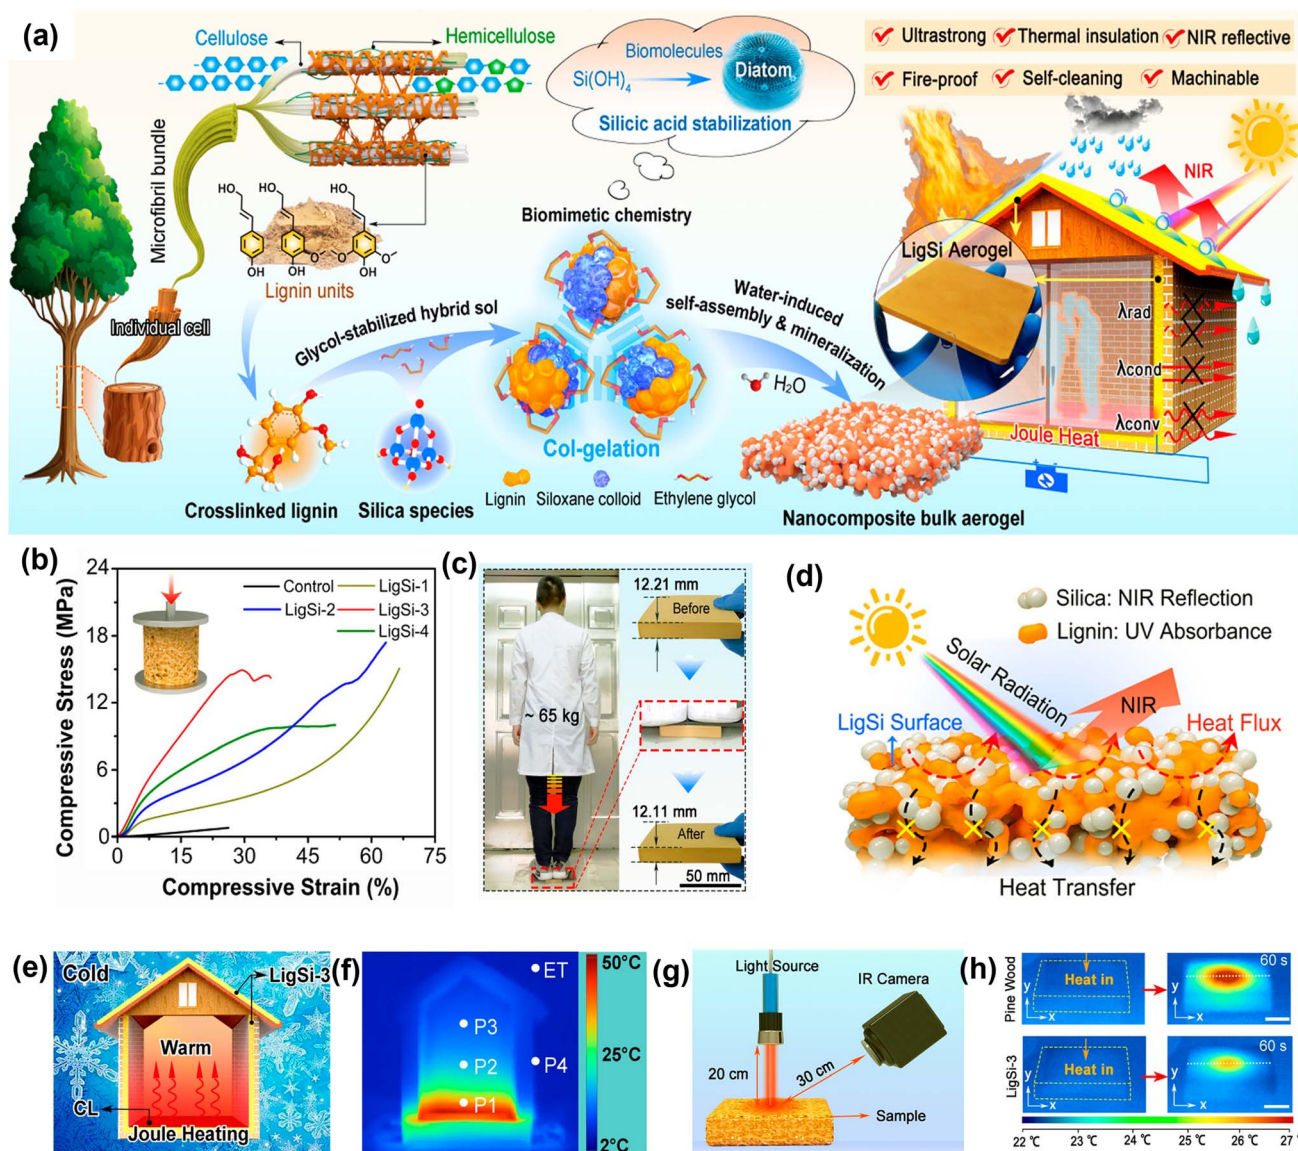 (a)
Cellulose
Hemicellulose
Microfibril bundle
Individual cell
HO
HO
HO
OH
OH
OH
Lignin units
Biomolecules
Si(OH)4
Diatom
Silicic acid stabilization
Biomimetic chemistry
Ultrastrong
Thermal insulation
NIR reflective
Fire-proof
Self-cleaning
Machinable
NIR
LigSi Aerogel
λrad
λcond
λconv
Joule Heat
Glycol-stabilized hybrid sol
Water-induced
self-assembly & mineralization
H2O
Col-gelation
Crosslinked lignin
Silica species
Lignin
Siloxane colloid
Ethylene glycol
Nanocomposite bulk aerogel
(b)
Compressive Stress (MPa)
24
18
12
6
0
0 15 30 45 60 75
Compressive Strain (%)
Control
LigSi-1
LigSi-2
LigSi-3
LigSi-4
(c)
~ 65 kg
12.21 mm
Before
12.11 mm
After
50 mm
(d)
Silica: NIR Reflection
Lignin: UV Absorbance
Solar Radiation
NIR
LigSi Surface
Heat Flux
Heat Transfer
(e)
Cold
LigSi-3
Warm
CL
Joule Heating
(f)
ET
P3
P2
P4
P1
50°C
25°C
2°C
(g)
Light Source
IR Camera
20 cm
30 cm
Sample
(h)
Pine Wood
Heat in
y
x
60 s
y
x
LigSi-3
Heat in
y
x
60 s
y
x
22 °C 23 °C 24 °C 25 °C 26 °C 27 °